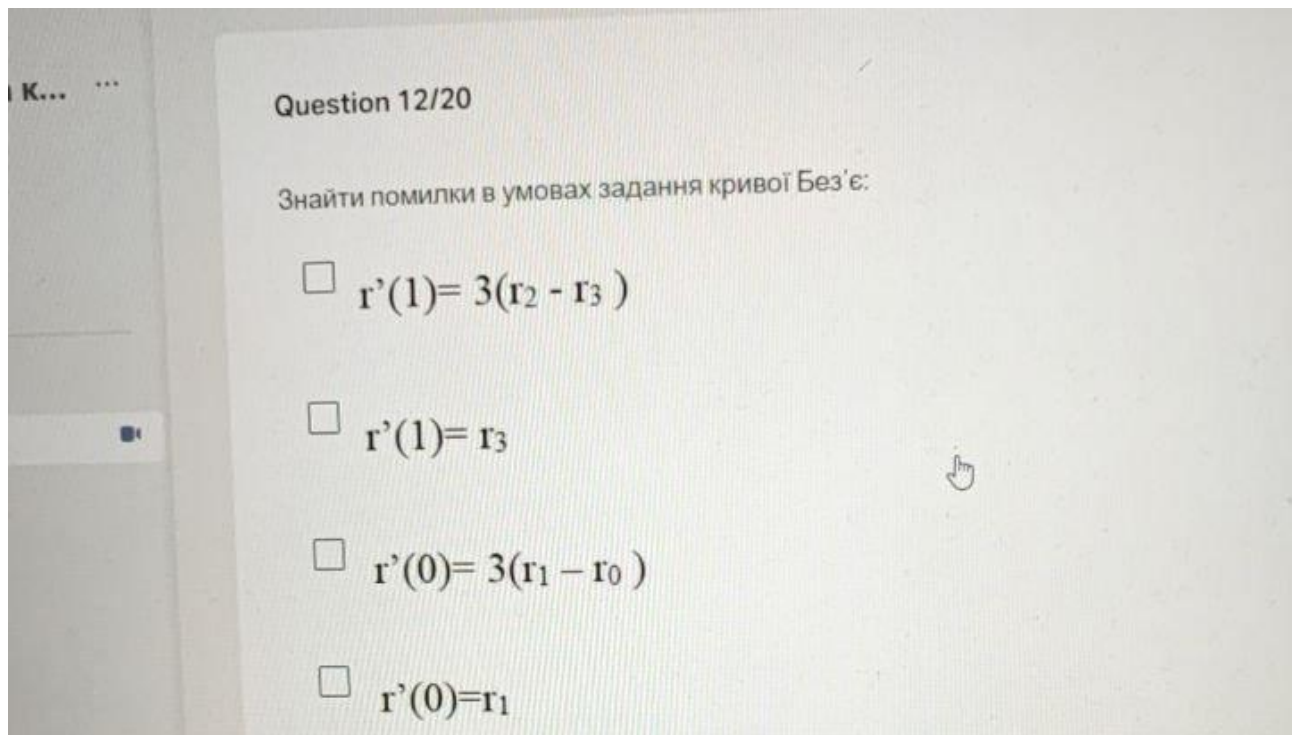 К... ...
Question 12/20
Знайти помилки в умовах задання кривої Без'є:
r’(1)= 3(r₂ - r₃ )
r’(1)= r₃
r’(0)= 3(r₁ – r₀ )
r’(0)=r₁